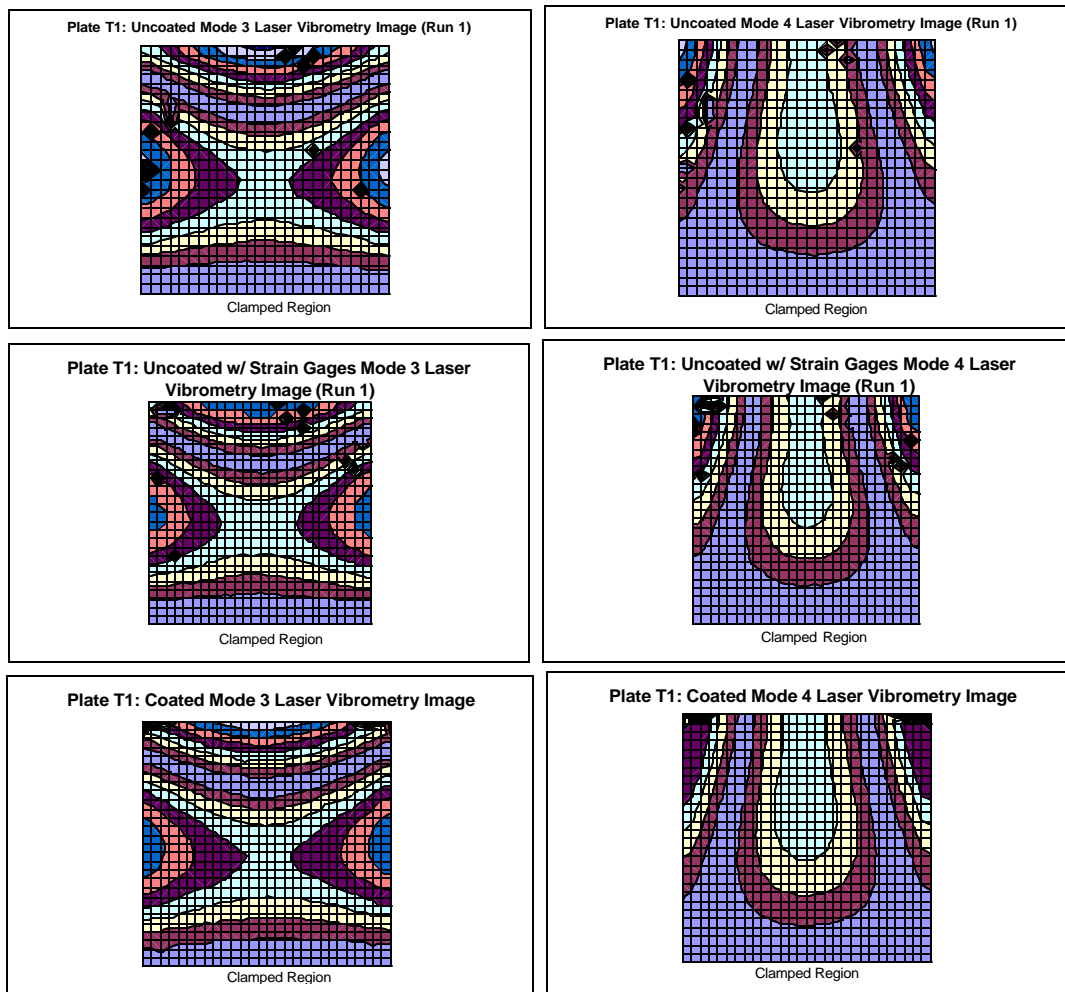 Plate T1: Uncoated Mode 3 Laser Vibrometry Image (Run 1)
Clamped Region
Plate T1: Uncoated Mode 4 Laser Vibrometry Image (Run 1)
Clamped Region
Plate T1: Uncoated w/ Strain Gages Mode 3 Laser
Vibrometry Image (Run 1)
Clamped Region
Plate T1: Uncoated w/ Strain Gages Mode 4 Laser
Vibrometry Image (Run 1)
Clamped Region
Plate T1: Coated Mode 3 Laser Vibrometry Image
Clamped Region
Plate T1: Coated Mode 4 Laser Vibrometry Image
Clamped Region